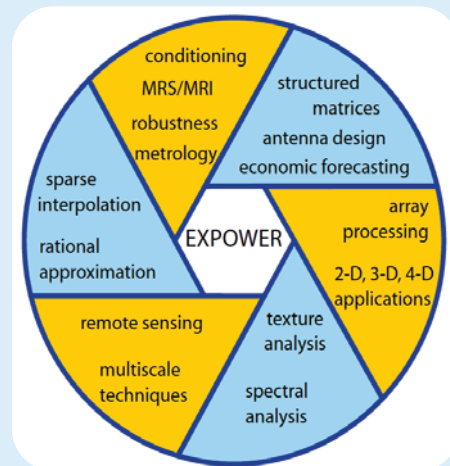 conditioning
MRS/MRI
robustness
metrology
structured
matrices
antenna design
economic forecasting
array
processing
2-D, 3-D, 4-D
applications
texture
analysis
spectral
analysis
remote sensing
multiscale
techniques
sparse
interpolation
rational
approximation
EXPOWER